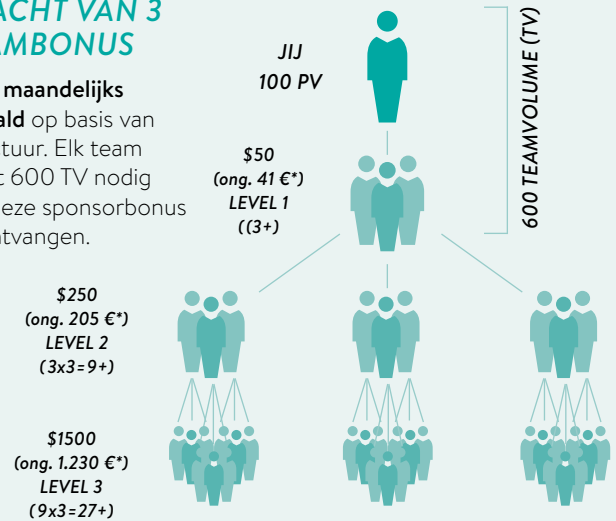 ACHT VAN 3
AMBONUS
maandelijks
ald op basis van
tuur. Elk team
t 600 TV nodig
deze sponsorbonus
tvangen.
JIJ
100 PV
600 TEAMVOLUME (TV)
$50
(ong. 41 €*)
LEVEL 1
((3+)
$250
(ong. 205 €*)
LEVEL 2
(3x3=9+)
$1500
(ong. 1.230 €*)
LEVEL 3
(9x3=27+)